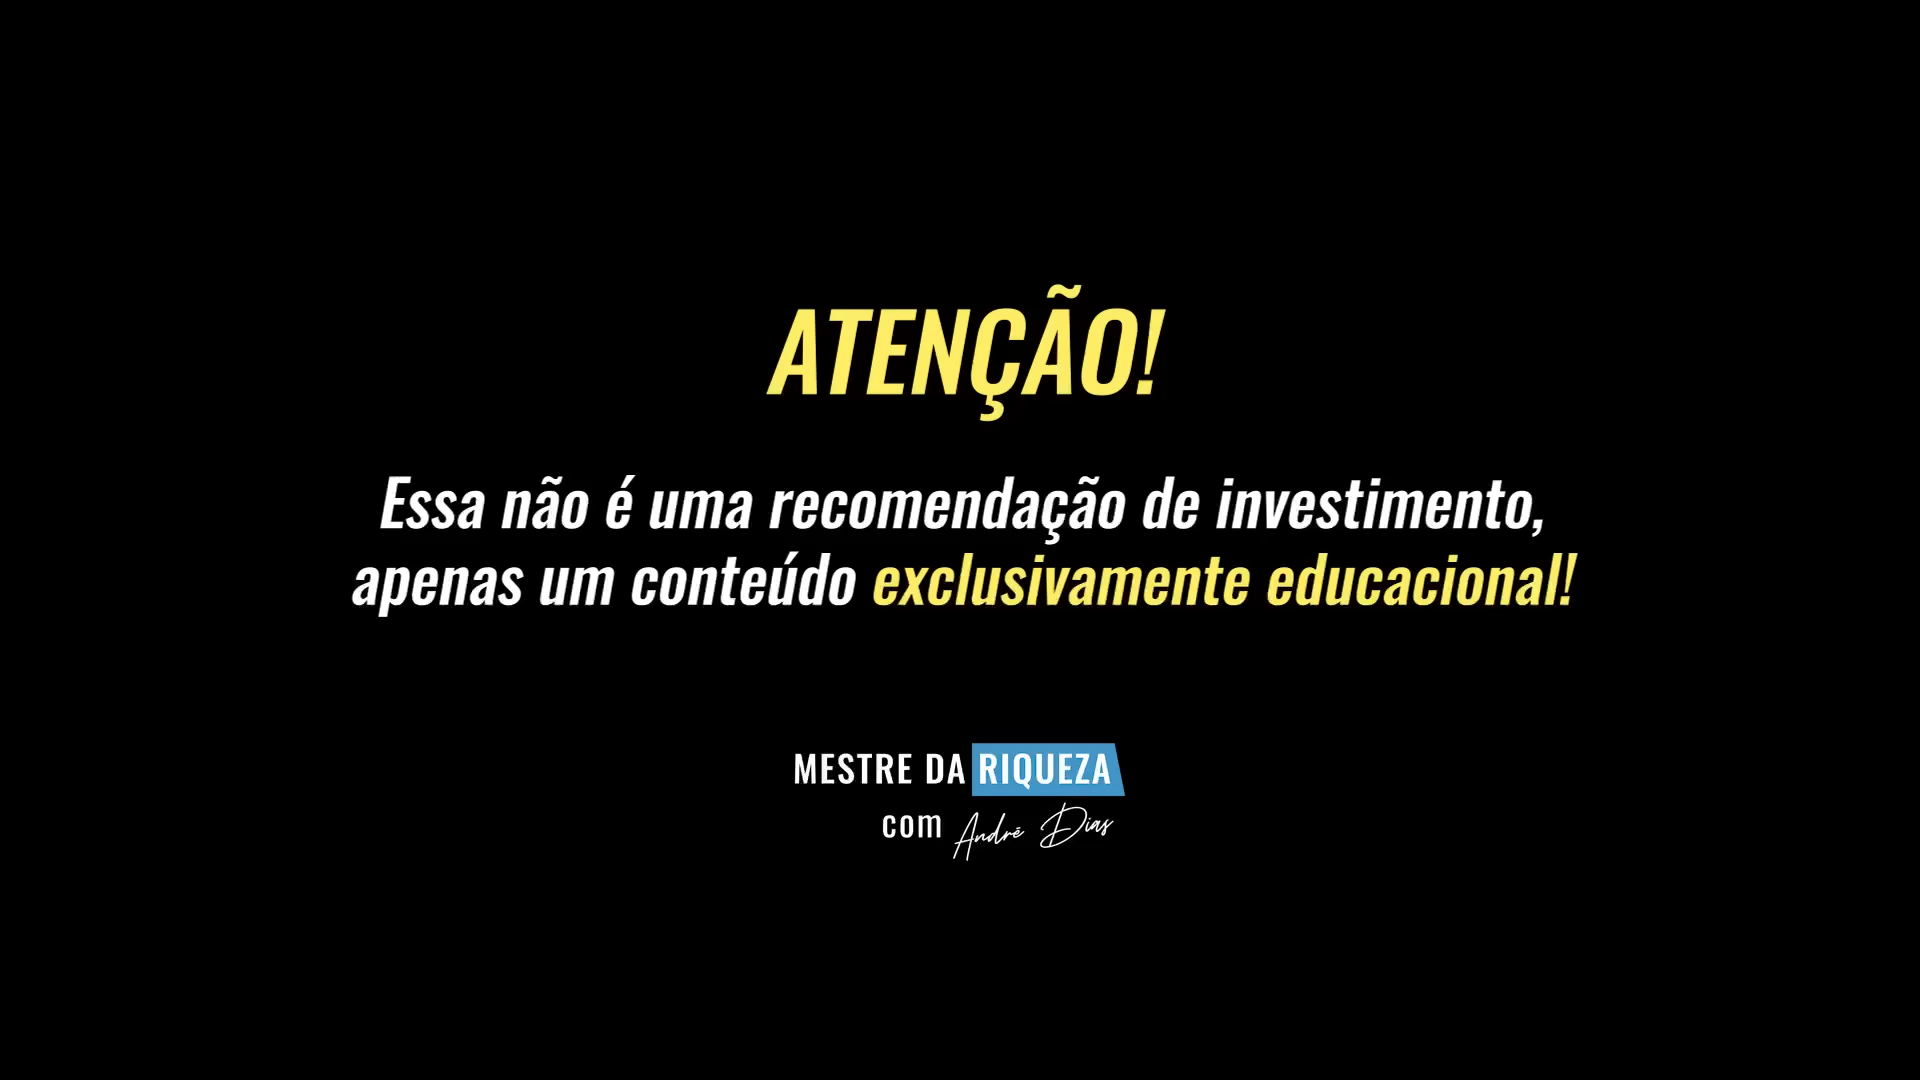 ATENÇÃO!
Essa não é uma recomendação de investimento,
apenas um conteúdo exclusivamente educacional!
MESTRE DA RIQUEZA
com André Dias